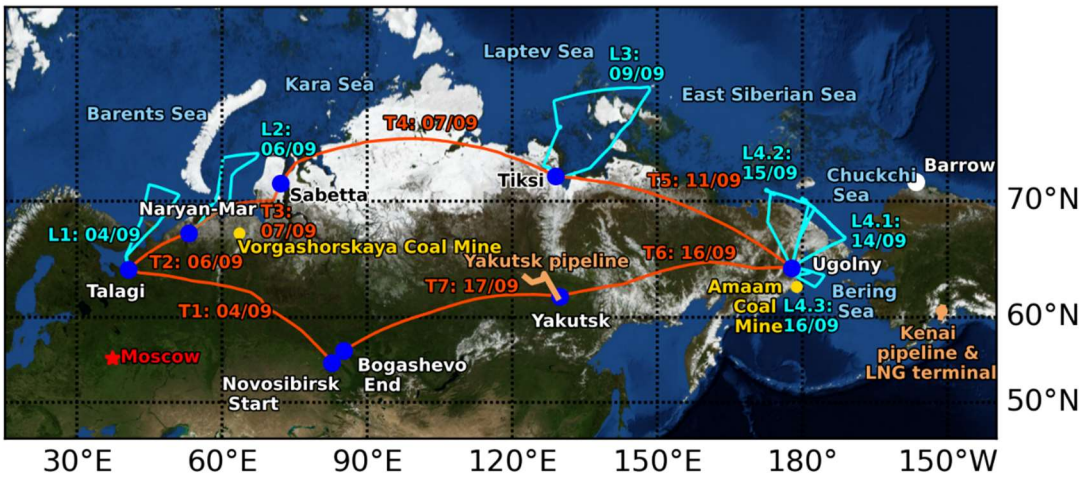 Laptev Sea
L3:
09/09
Kara Sea
East Siberian Sea
Barents Sea
L2:
06/09
T4: 07/09
L4.2:
15/09
Chuckchi
Sea
Barrow
Tiksi
T5: 11/09
Sabetta
70°N
Naryan-Mar
T3:
07/09
L1: 04/09
L4.1:
14/09
Vorgashorskaya Coal Mine
T2: 06/09
Yakutsk pipeline
T6: 16/09
Ugolny
Talagi
T7: 17/09
Amaam
Coal
Mine
L4.3:
16/09
Bering
Sea
T1: 04/09
Yakutsk
60°N
Kenai
pipeline &
LNG terminal
Moscow
Bogashevo
End
Novosibirsk
Start
50°N
30°E
60°E
90°E
120°E
150°E
180°
150°W